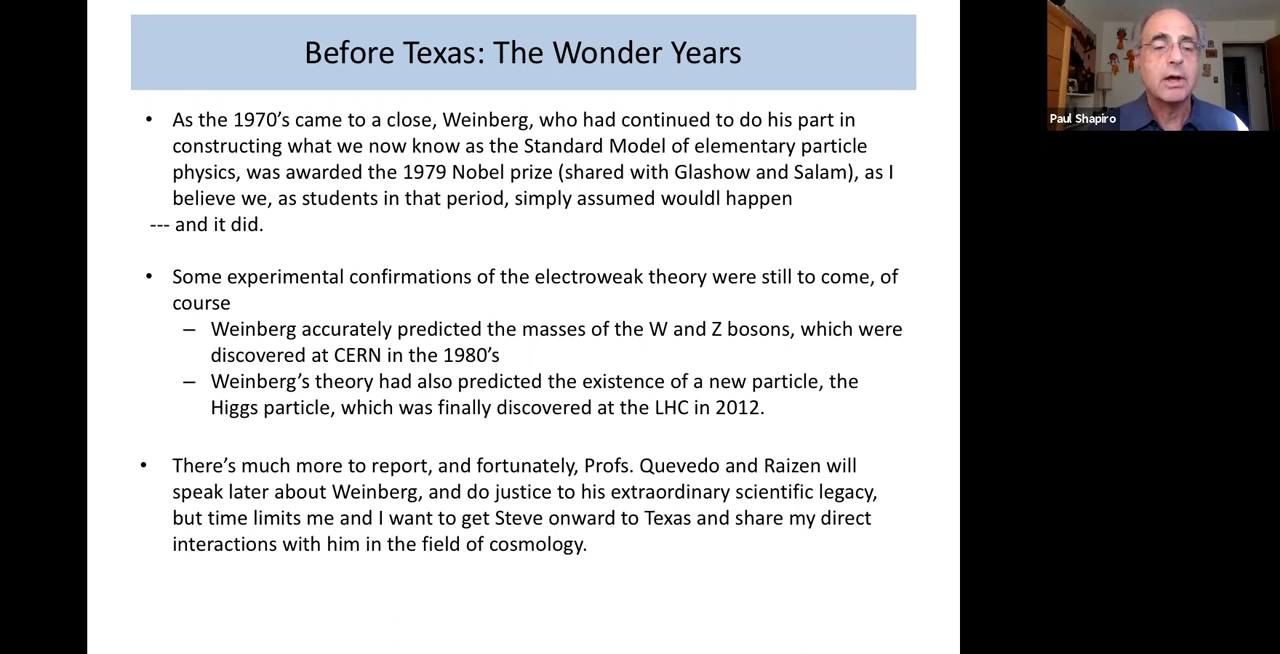 Before Texas: The Wonder Years
• As the 1970’s came to a close, Weinberg, who had continued to do his part in
constructing what we now know as the Standard Model of elementary particle
physics, was awarded the 1979 Nobel prize (shared with Glashow and Salam), as I
believe we, as students in that period, simply assumed wouldl happen
--- and it did.
• Some experimental confirmations of the electroweak theory were still to come, of
course
– Weinberg accurately predicted the masses of the W and Z bosons, which were
discovered at CERN in the 1980’s
– Weinberg’s theory had also predicted the existence of a new particle, the
Higgs particle, which was finally discovered at the LHC in 2012.
• There’s much more to report, and fortunately, Profs. Quevedo and Raizen will
speak later about Weinberg, and do justice to his extraordinary scientific legacy,
but time limits me and I want to get Steve onward to Texas and share my direct
interactions with him in the field of cosmology.
Paul Shapiro